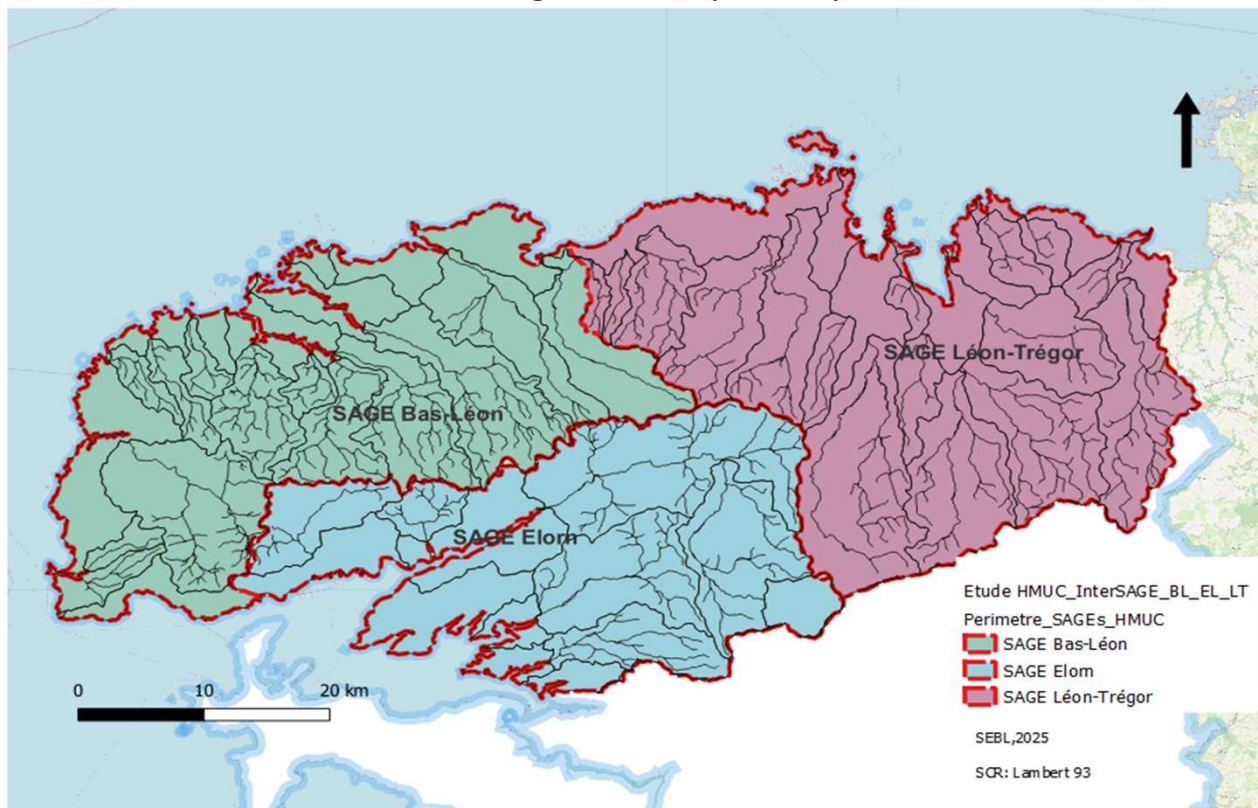 SAGE Léon-Trégor
SAGE Bas-Léon
SAGE Elorn
Etude HMUC_InterSAGE_BL_EL_LT
Perimetre_SAGEs_HMUC
SAGE Bas-Léon
SAGE Elorn
SAGE Léon-Trégor
0 10 20 km
SEBL,2025
SCR: Lambert 93